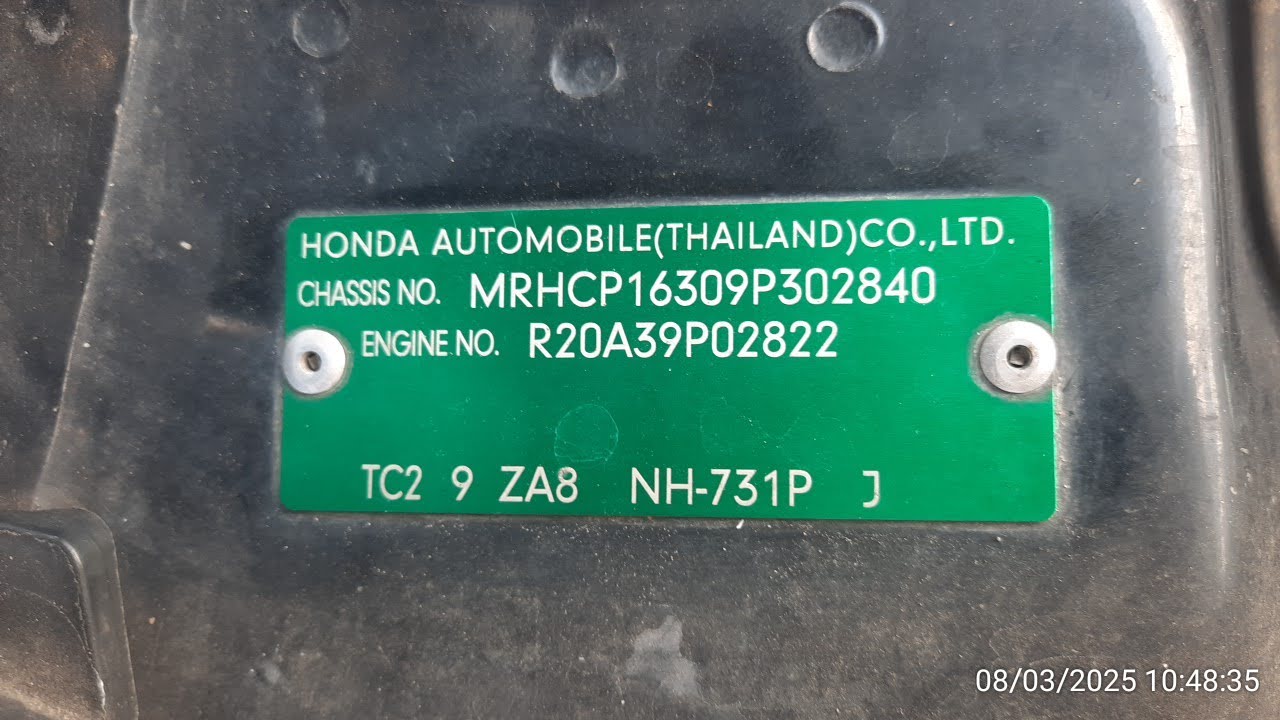 HONDA AUTOMOBILE(THAILAND)CO.,LTD.
CHASSIS NO. MRHCP16309P302840
ENGINE NO. R20A39P02822
TC2 9 ZA8 NH-731P J
08/03/2025 10:48:35